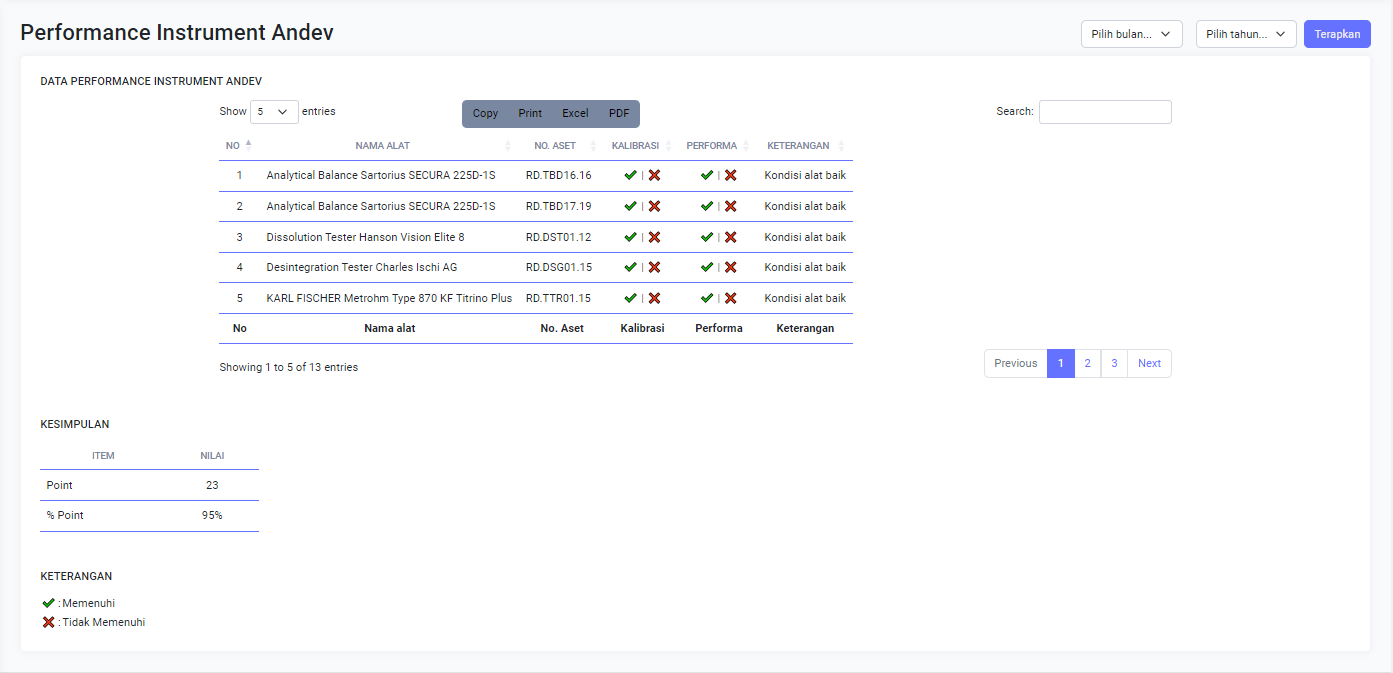 Performance Instrument Andev
Pilih bulan... Pilih tahun... Terapkan
DATA PERFORMANCE INSTRUMENT ANDEV
Show 5 entries Copy Print Excel PDF Search:
NO NAMA ALAT NO. ASET KALIBRASI PERFORMA KETERANGAN
1 Analytical Balance Sartorius SECURA 225D-1S RD.TBD16.16 ✔ | ✖ ✔ | ✖ Kondisi alat baik
2 Analytical Balance Sartorius SECURA 225D-1S RD.TBD17.19 ✔ | ✖ ✔ | ✖ Kondisi alat baik
3 Dissolution Tester Hanson Vision Elite 8 RD.DST01.12 ✔ | ✖ ✔ | ✖ Kondisi alat baik
4 Desintegration Tester Charles Ischi AG RD.DSG01.15 ✔ | ✖ ✔ | ✖ Kondisi alat baik
5 KARL FISCHER Metrohm Type 870 KF Titrino Plus RD.TTR01.15 ✔ | ✖ ✔ | ✖ Kondisi alat baik
No Nama alat No. Aset Kalibrasi Performa Keterangan
Showing 1 to 5 of 13 entries Previous 1 2 3 Next
KESIMPULAN
ITEM NILAI
Point 23
% Point 95%
KETERANGAN
✔ : Memenuhi
✖ : Tidak Memenuhi